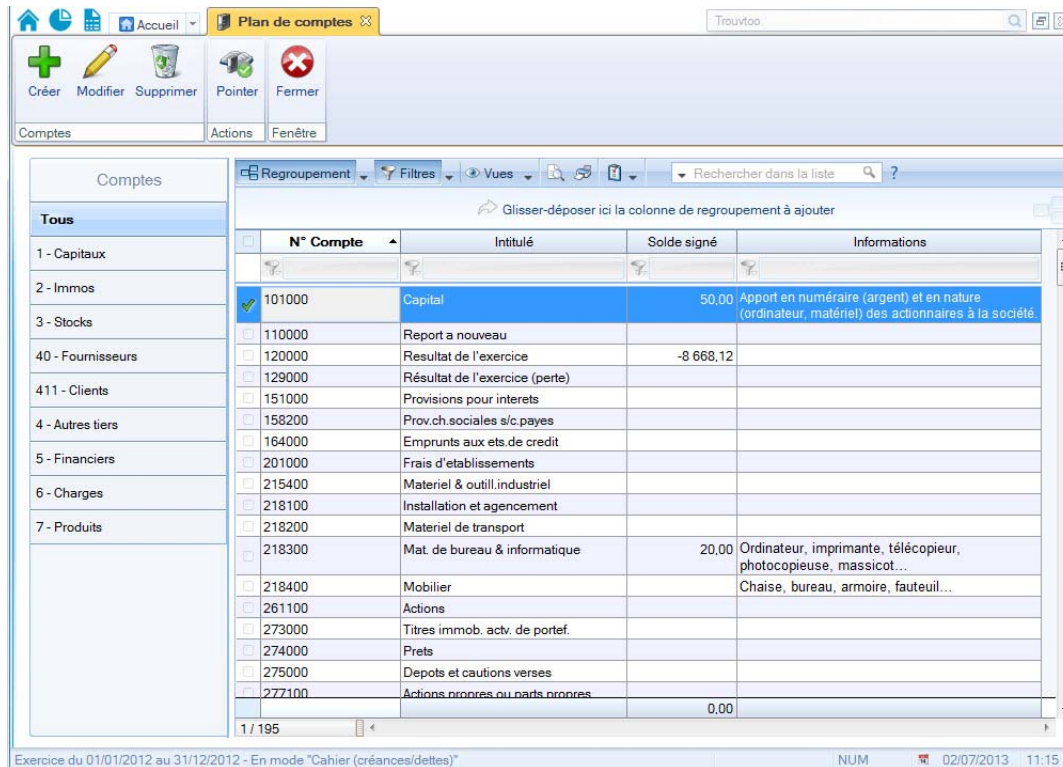 Accueil
Plan de comptes
Trouvtoo
Créer Modifier Supprimer Pointer Fermer
Comptes Actions Fenêtre
Comptes
Tous
1 - Capitaux
2 - Immos
3 - Stocks
40 - Fournisseurs
411 - Clients
4 - Autres tiers
5 - Financiers
6 - Charges
7 - Produits
Regroupement Filtres Vues Rechercher dans la liste ?
Glisser-déposer ici la colonne de regroupement à ajouter
N° Compte Intitulé Solde signé Informations
101000 Capital 50,00 Apport en numéraire (argent) et en nature
(ordinateur, matériel) des actionnaires à la société.
110000 Report a nouveau
120000 Resultat de l'exercice -8 668,12
129000 Résultat de l'exercice (perte)
151000 Provisions pour interets
158200 Prov.ch.sociales s/c.payes
164000 Emprunts aux ets.de credit
201000 Frais d'etablissements
215400 Materiel & outill.industriel
218100 Installation et agencement
218200 Materiel de transport
218300 Mat. de bureau & informatique 20,00 Ordinateur, imprimante, télécopieur,
photocopieuse, massicot...
218400 Mobilier Chaise, bureau, armoire, fauteuil...
261100 Actions
273000 Titres immob. actv. de portef.
274000 Prets
275000 Depots et cautions verses
277100 Actions propres ou parts propres
0,00
1 / 195
Exercice du 01/01/2012 au 31/12/2012 - En mode "Cahier (créances/dettes)" NUM 02/07/2013 11:15